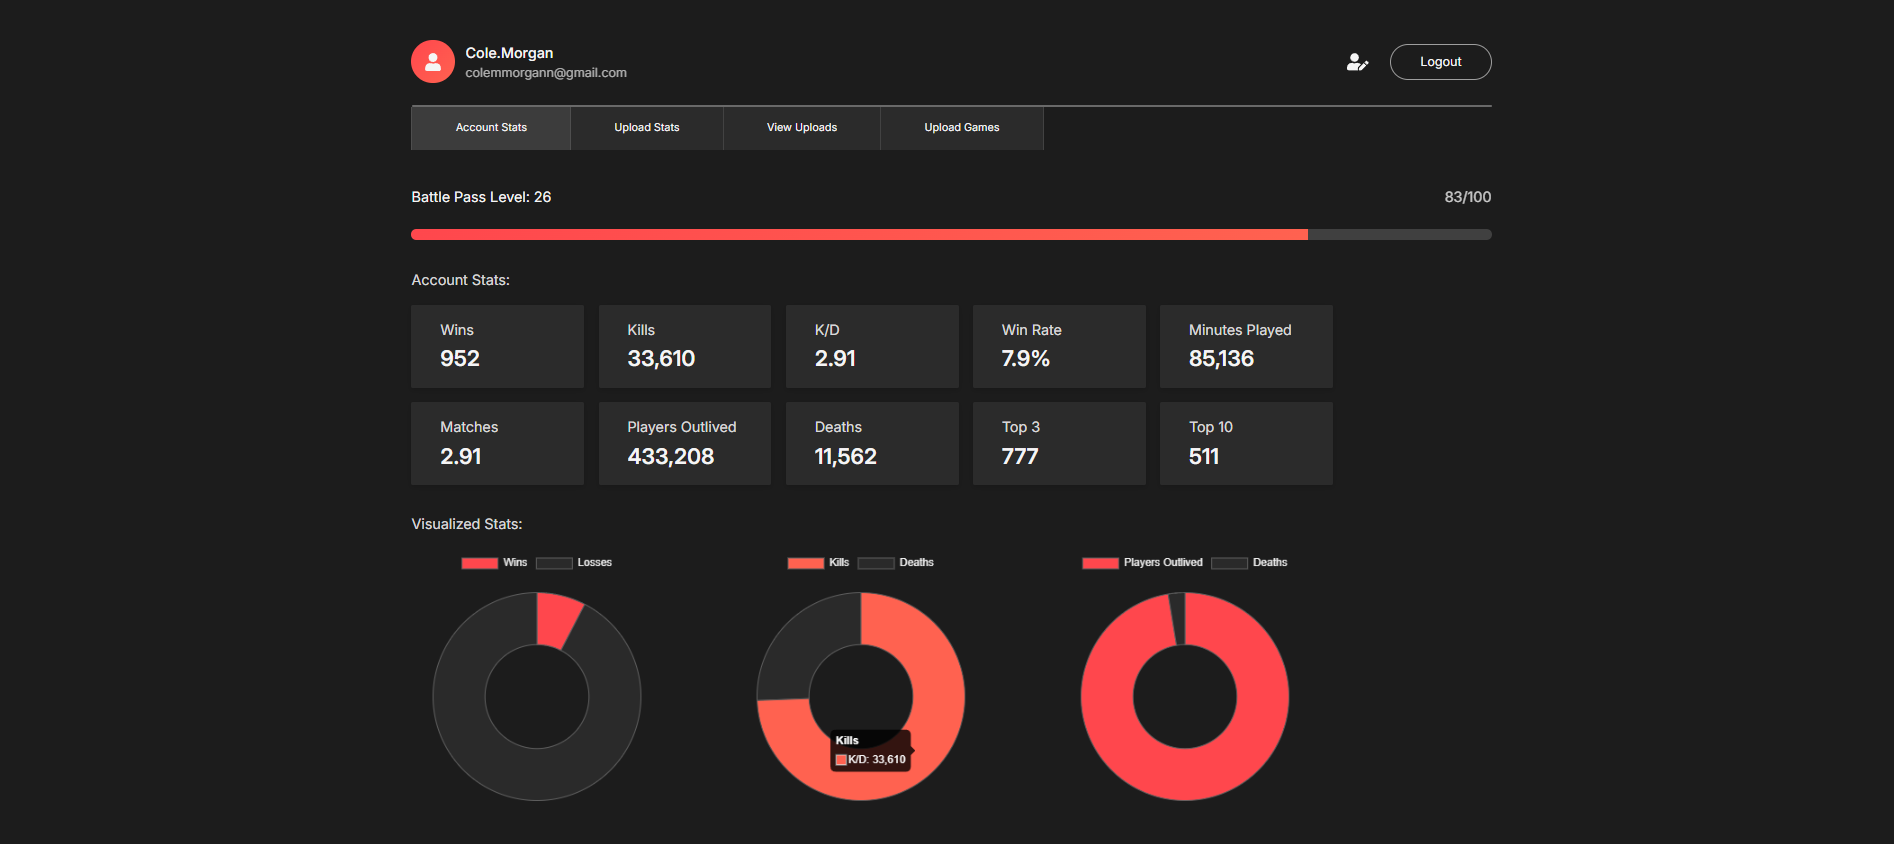 Cole.Morgan
colemmorgann@gmail.com
Logout
Account Stats
Upload Stats
View Uploads
Upload Games
Battle Pass Level: 26
83/100
Account Stats:
Wins
952
Kills
33,610
K/D
2.91
Win Rate
7.9%
Minutes Played
85,136
Matches
2.91
Players Outlived
433,208
Deaths
11,562
Top 3
777
Top 10
511
Visualized Stats:
Wins
Losses
Kills
Deaths
Players Outlived
Deaths
Kills
K/D: 33,610